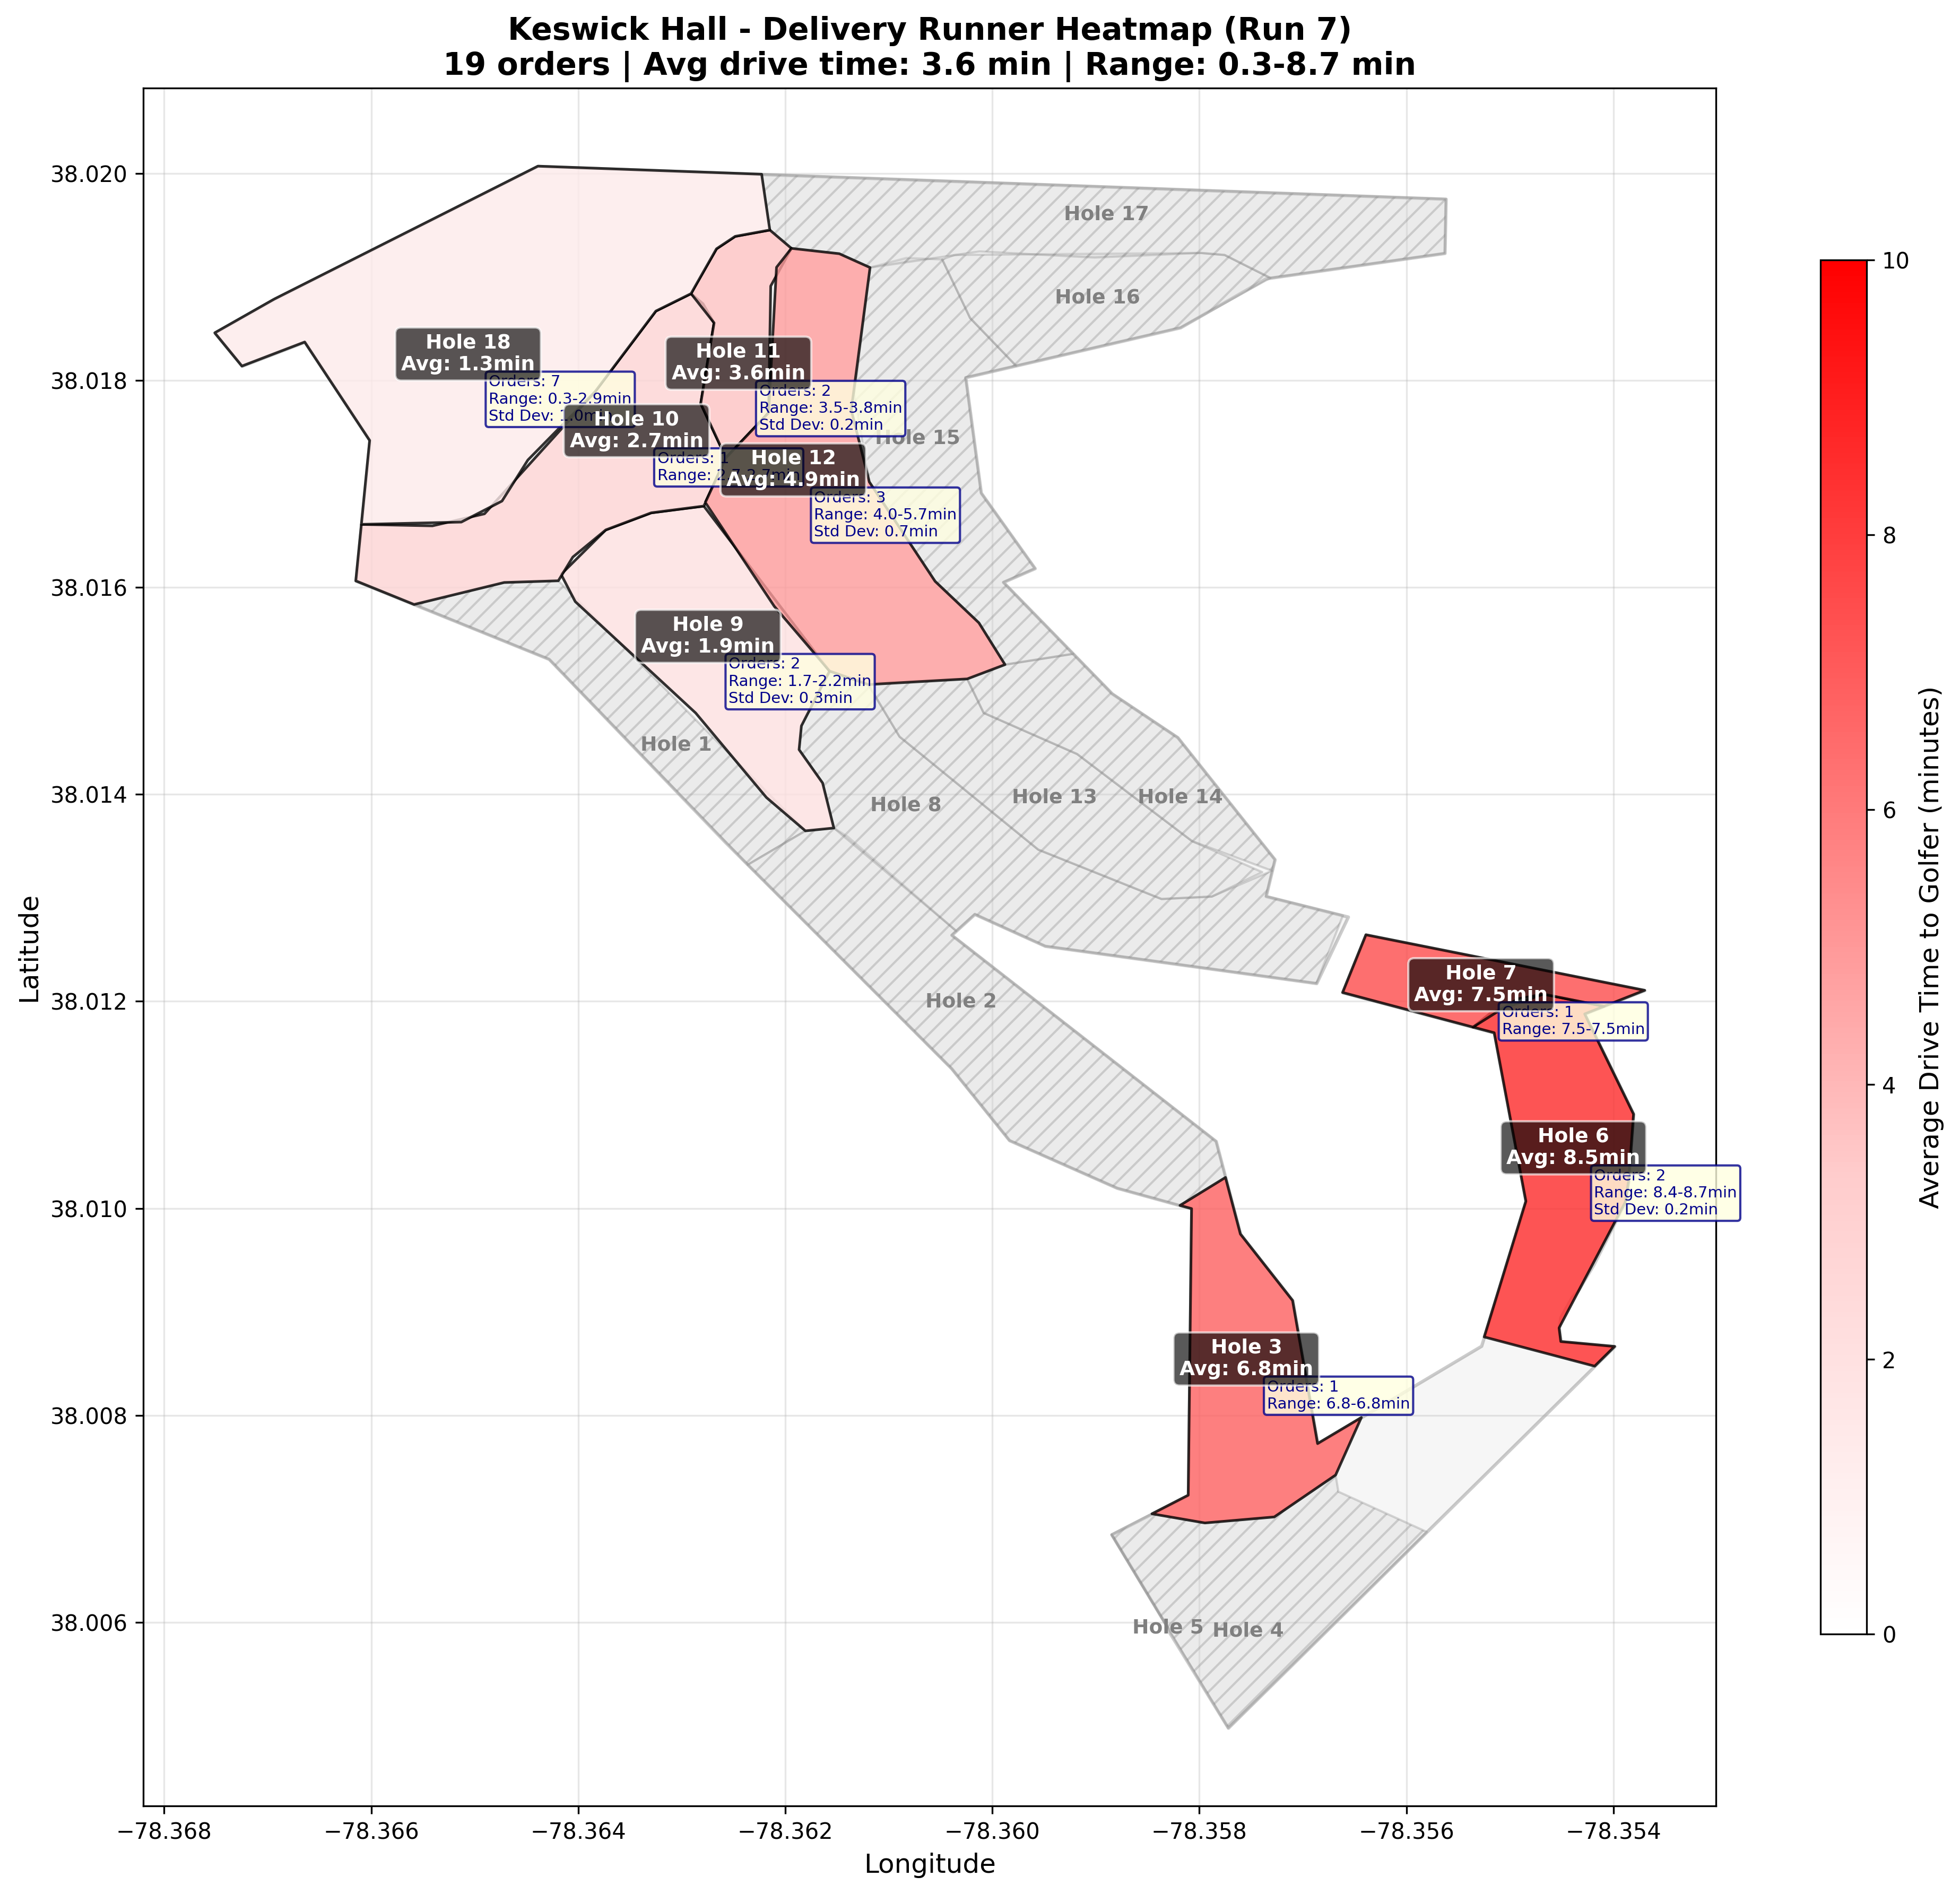 Keswick Hall - Delivery Runner Heatmap (Run 7)
19 orders | Avg drive time: 3.6 min | Range: 0.3-8.7 min
38.020
38.018
38.016
38.014
38.012
38.010
38.008
38.006
Latitude
Hole 17
Hole 16
Hole 18
Avg: 1.3min
Orders: 7
Range: 0.3-2.9min
Std Dev: 1.0min
Hole 11
Avg: 3.6min
Orders: 2
Range: 3.5-3.8min
Std Dev: 0.2min
Hole 10
Avg: 2.7min
Orders: 1
Range: 2.7-2.7min
Hole 15
Hole 12
Avg: 4.9min
Orders: 3
Range: 4.0-5.7min
Std Dev: 0.7min
Hole 9
Avg: 1.9min
Orders: 2
Range: 1.7-2.2min
Std Dev: 0.3min
Hole 1
Hole 8
Hole 13
Hole 14
Hole 2
Hole 7
Avg: 7.5min
Orders: 1
Range: 7.5-7.5min
Hole 6
Avg: 8.5min
Orders: 2
Range: 8.4-8.7min
Std Dev: 0.2min
Hole 3
Avg: 6.8min
Orders: 1
Range: 6.8-6.8min
Hole 5
Hole 4
−78.368
−78.366
−78.364
−78.362
−78.360
−78.358
−78.356
−78.354
Longitude
10
8
6
4
2
0
Average Drive Time to Golfer (minutes)